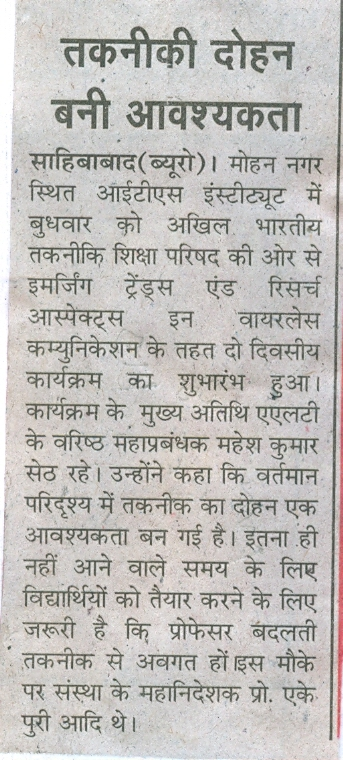 तकनीकी दोहन
बनी आवश्यकता
साहिबाबाद(ब्यूरो)। मोहन नगर
स्थित आईटीएस इंस्टीट्यूट में
बुधवार को अखिल भारतीय
तकनीकि शिक्षा परिषद की ओर से
इमर्जिंग ट्रेंड्स एंड रिसर्च
आस्पेक्ट्स इन वायरलेस
कम्युनिकेशन के तहत दो दिवसीय
कार्यक्रम का शुभारंभ हुआ।
कार्यक्रम के मुख्य अतिथि एएलटी
के वरिष्ठ महाप्रबंधक महेश कुमार
सेठ रहे। उन्होंने कहा कि वर्तमान
परिदृश्य में तकनीक का दोहन एक
आवश्यकता बन गई है। इतना ही
नहीं आने वाले समय के लिए
विद्यार्थियों को तैयार करने के लिए
जरूरी है कि प्रोफेसर बदलती
तकनीक से अवगत हों।इस मौके
पर संस्था के महानिदेशक प्रो. एके
पुरी आदि थे।